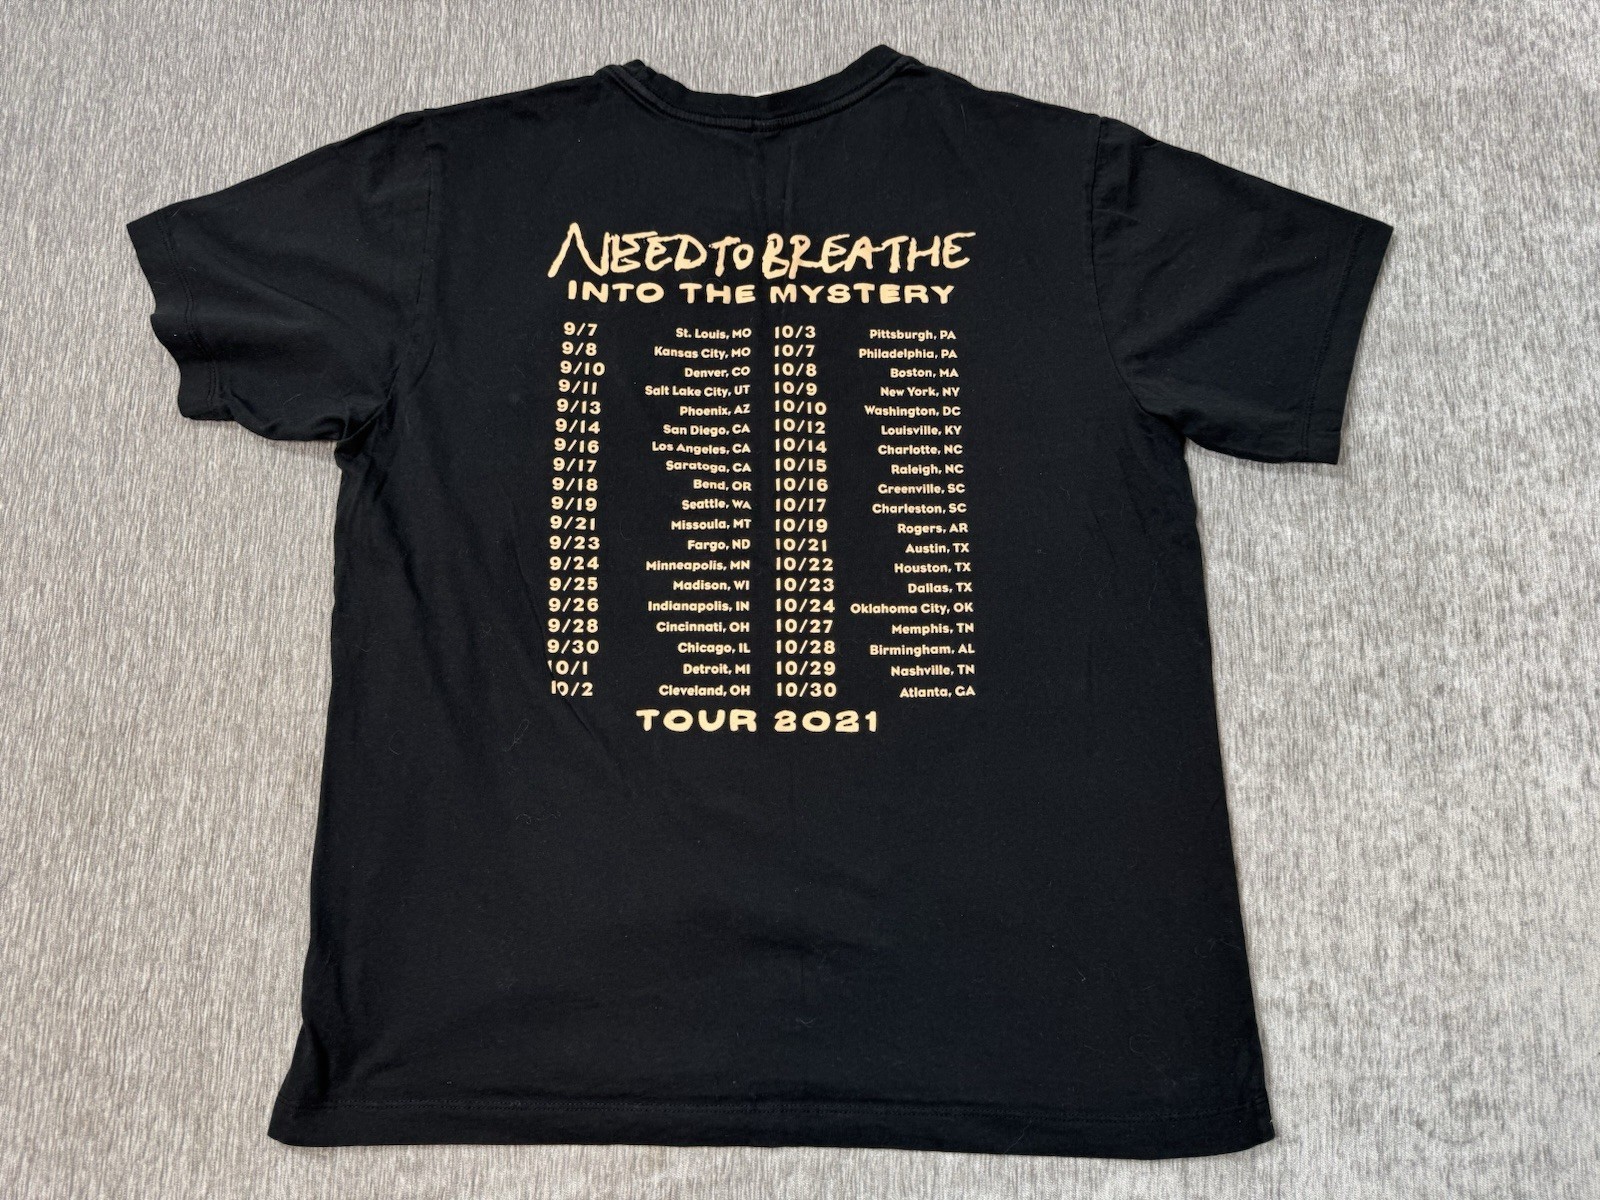 NEEDTOBREATHE
INTO THE MYSTERY
9/7 St. Louis, MO 10/3 Pittsburgh, PA
9/8 Kansas City, MO 10/7 Philadelphia, PA
9/10 Denver, CO 10/8 Boston, MA
9/11 Salt Lake City, UT 10/9 New York, NY
9/13 Phoenix, AZ 10/10 Washington, DC
9/14 San Diego, CA 10/12 Louisville, KY
9/16 Los Angeles, CA 10/14 Charlotte, NC
9/17 Saratoga, CA 10/15 Raleigh, NC
9/18 Bend, OR 10/16 Greenville, SC
9/19 Seattle, WA 10/17 Charleston, SC
9/21 Missoula, MT 10/19 Rogers, AR
9/23 Fargo, ND 10/21 Austin, TX
9/24 Minneapolis, MN 10/22 Houston, TX
9/25 Madison, WI 10/23 Dallas, TX
9/26 Indianapolis, IN 10/24 Oklahoma City, OK
9/28 Cincinnati, OH 10/27 Memphis, TN
9/30 Chicago, IL 10/28 Birmingham, AL
10/1 Detroit, MI 10/29 Nashville, TN
10/2 Cleveland, OH 10/30 Atlanta, GA
TOUR 2021